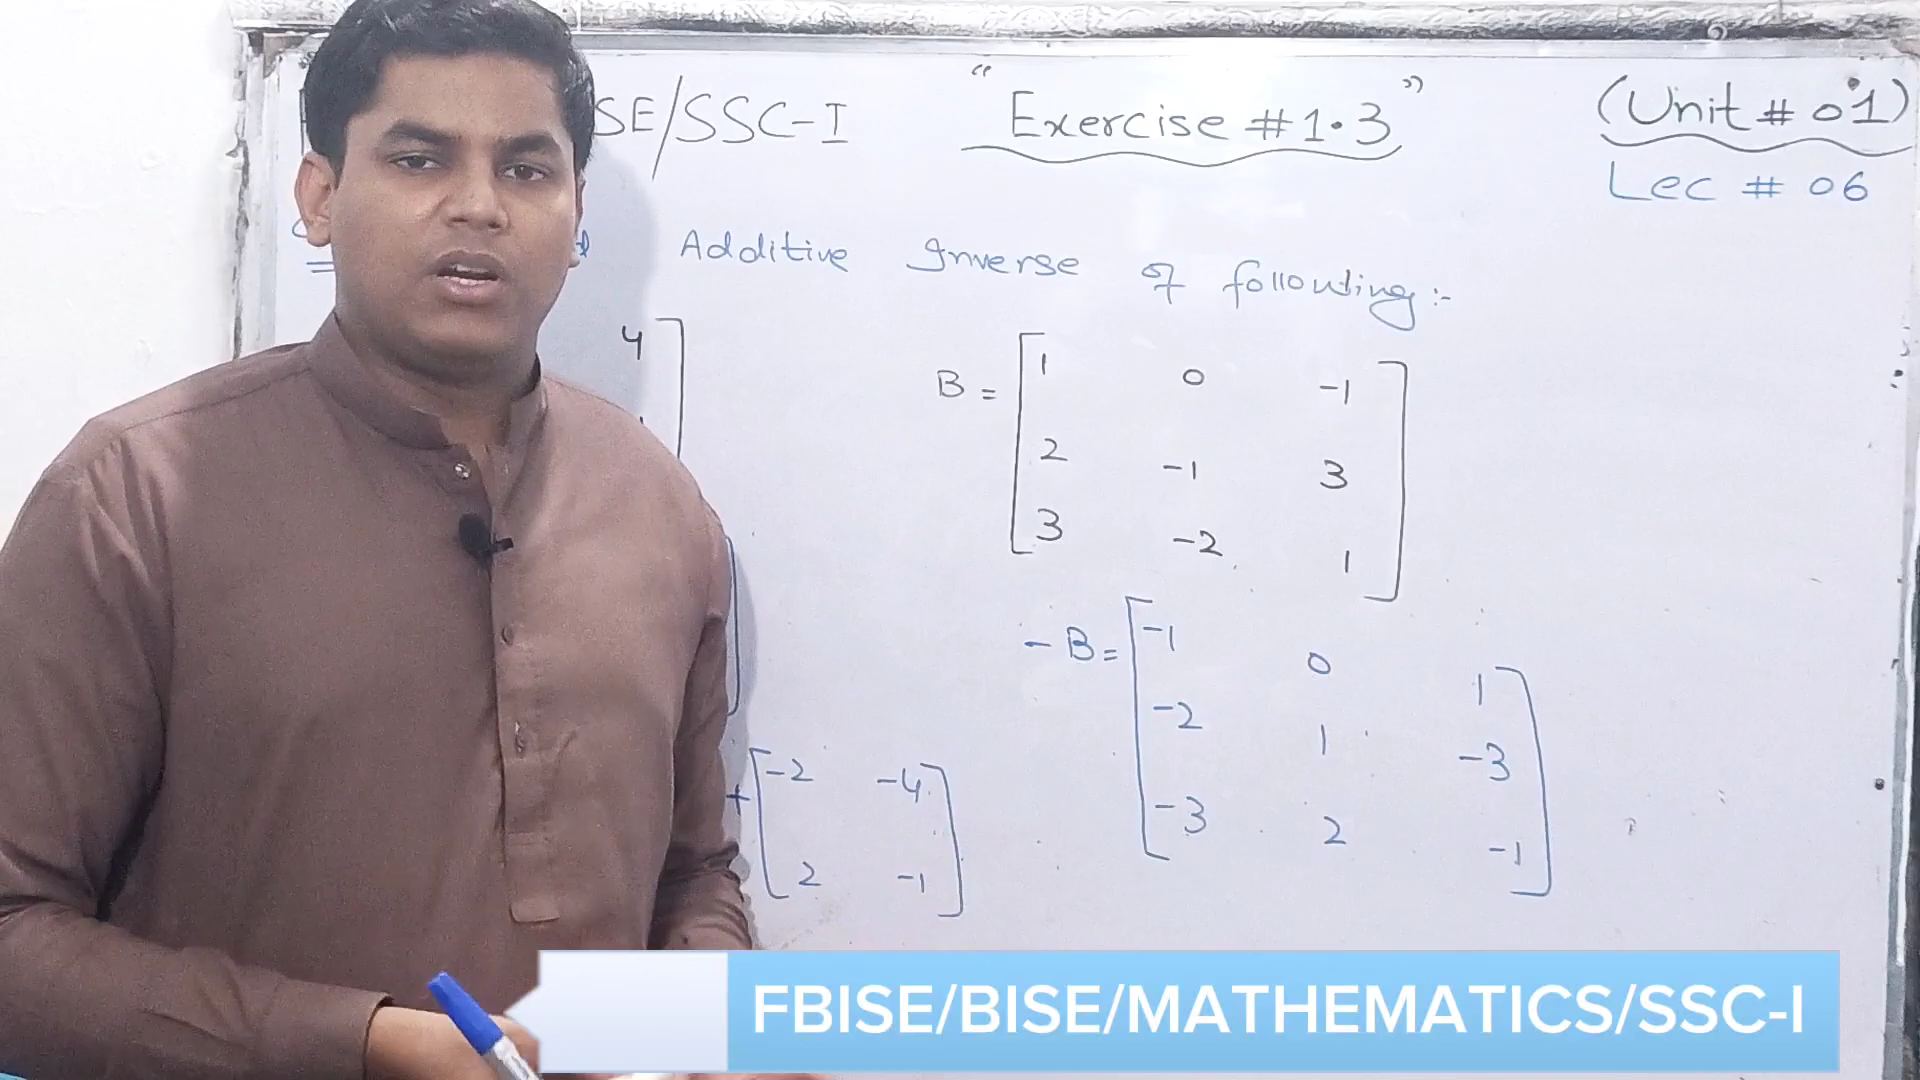 SE/SSC-I "Exercise # 1.3" (Unit # 01)
Lec # 06
Additive Inverse of following:-
4
B = [1 0 -1
2 -1 3
3 -2 1]
-B = [-1 0 1
-2 1 -3
-3 2 -1]
+ [-2 -4
2 -1]
FBISE/BISE/MATHEMATICS/SSC-I